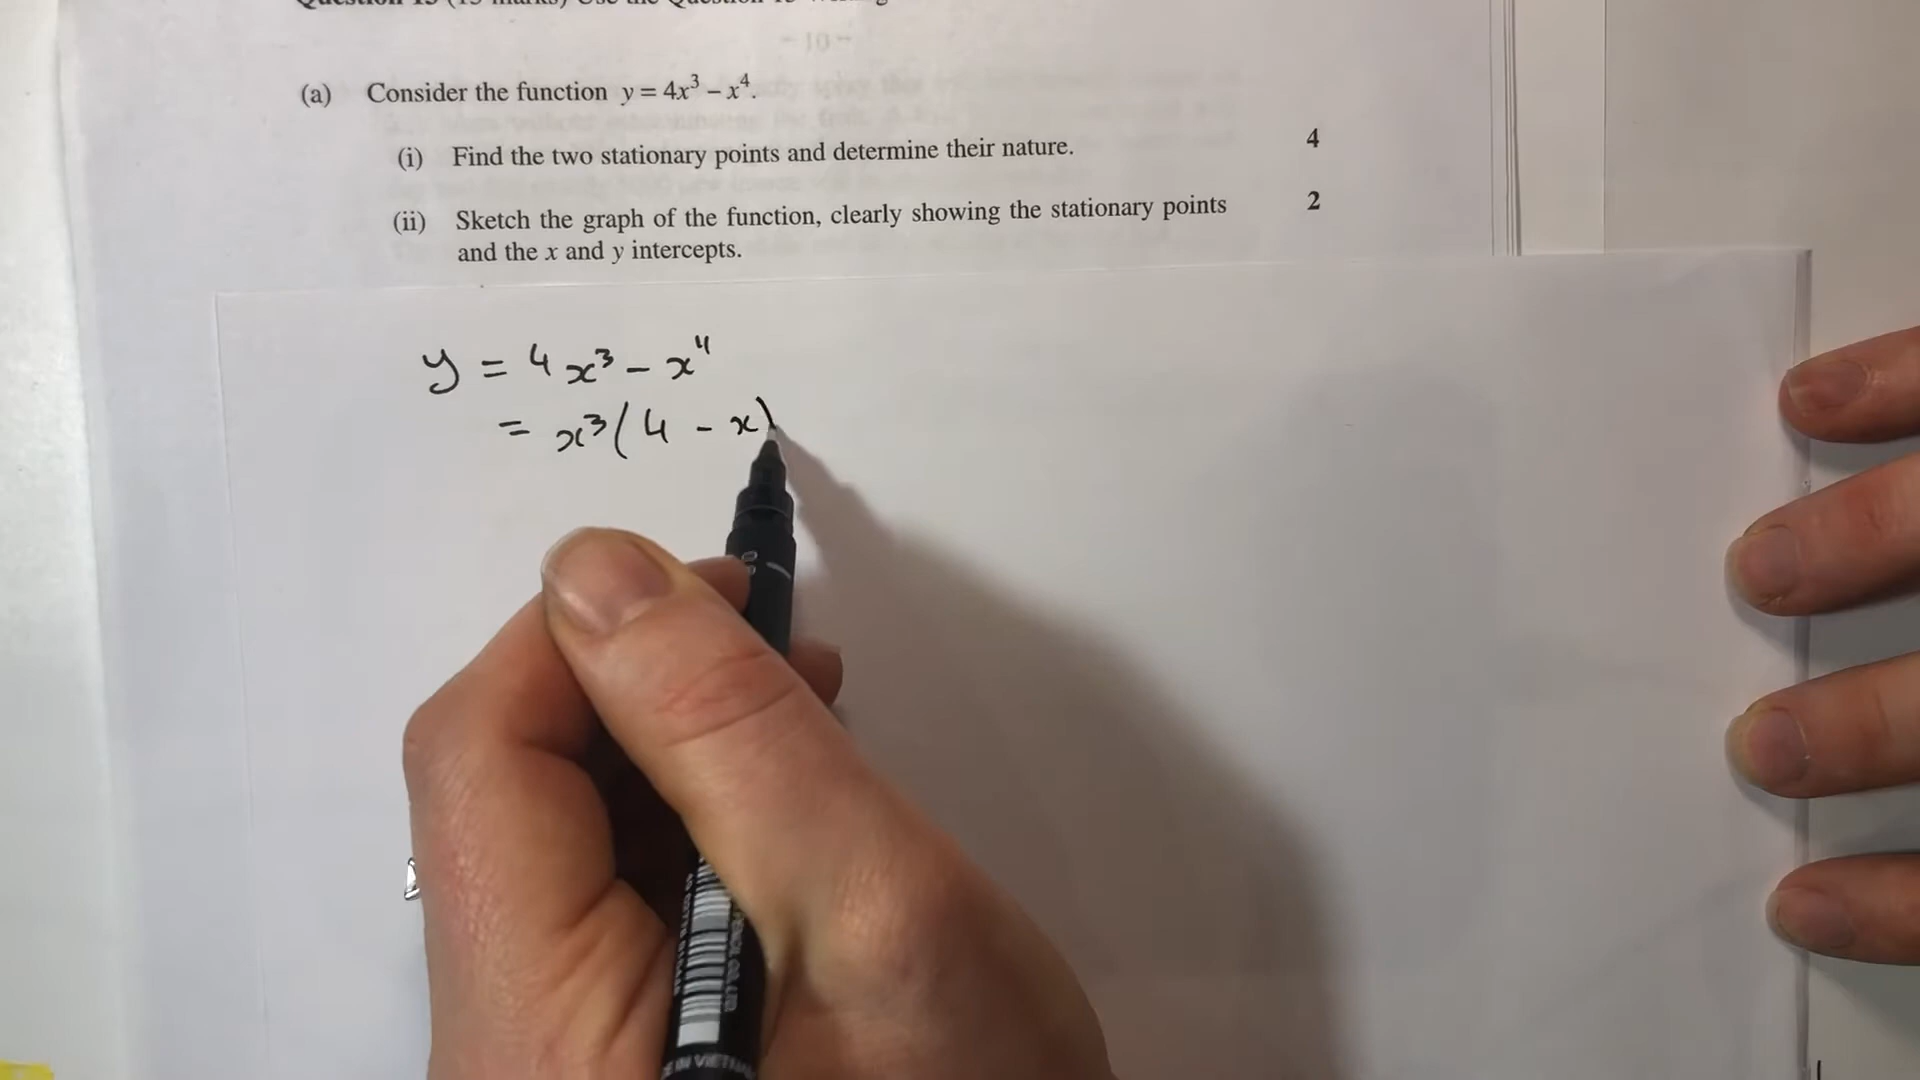 - 10 -
(a) Consider the function y = 4x³ – x⁴.
(i) Find the two stationary points and determine their nature. 4
(ii) Sketch the graph of the function, clearly showing the stationary points 2
and the x and y intercepts.
y = 4x³ - x⁴
= x³(4 - x)